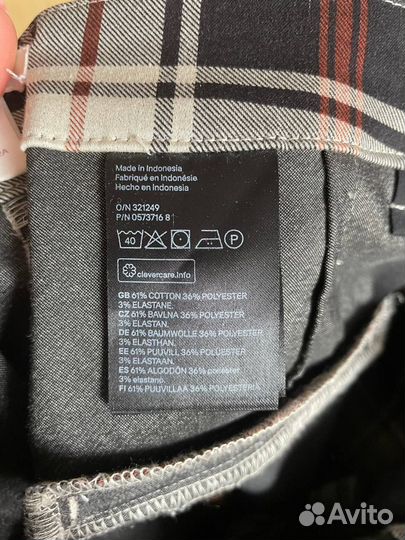 Made in Indonesia
Fabriqué en Indonésie
Hecho en Indonesia
O/N 321249
P/N 0573716 8
40 P
clevercare.info
GB 61% COTTON 36% POLYESTER
3% ELASTANE.
CZ 61% BAVLNA 36% POLYESTER
3% ELASTAN.
DE 61% BAUMWOLLE 36% POLYESTER
3% ELASTHAN.
EE 61% PUUVILL 36% POLÜESTER
3% ELASTAAN.
ES 61% ALGODÓN 36% poliéster
3% elastano.
FI 61% PUUVILLAA 36% POLYESTER
Avito